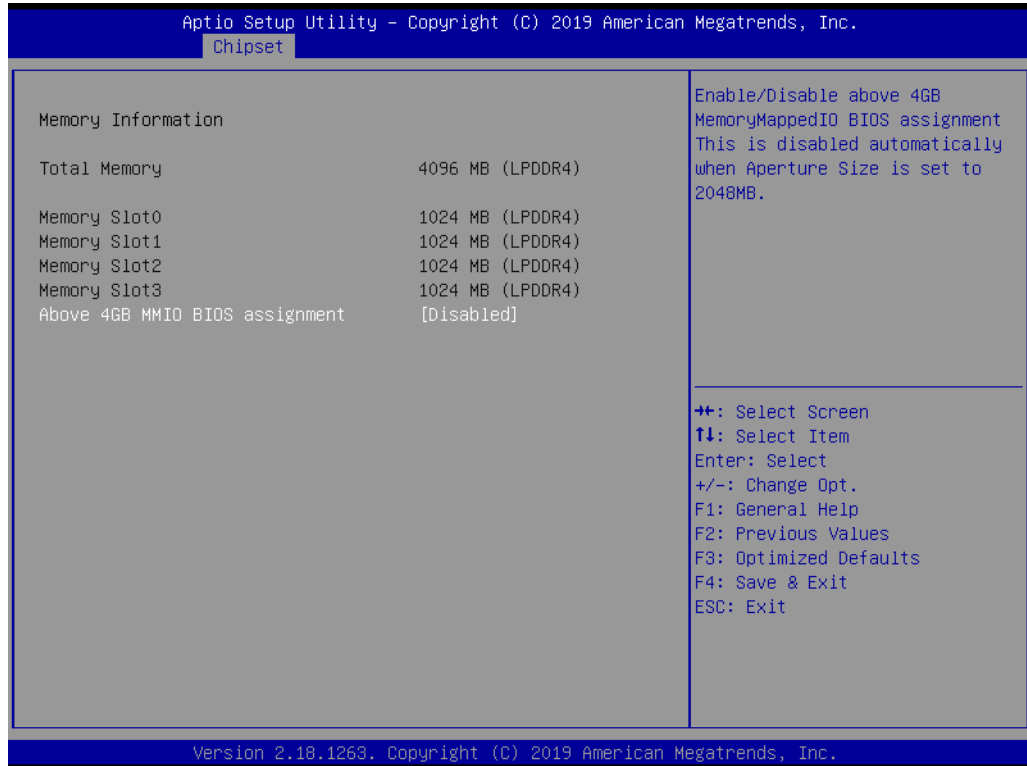 Aptio Setup Utility – Copyright (C) 2019 American Megatrends, Inc.
Chipset
Memory Information
Total Memory 4096 MB (LPDDR4)
Memory Slot0 1024 MB (LPDDR4)
Memory Slot1 1024 MB (LPDDR4)
Memory Slot2 1024 MB (LPDDR4)
Memory Slot3 1024 MB (LPDDR4)
Above 4GB MMIO BIOS assignment [Disabled]
Enable/Disable above 4GB
MemoryMappedIO BIOS assignment
This is disabled automatically
when Aperture Size is set to
2048MB.
→←: Select Screen
↑↓: Select Item
Enter: Select
+/-: Change Opt.
F1: General Help
F2: Previous Values
F3: Optimized Defaults
F4: Save & Exit
ESC: Exit
Version 2.18.1263. Copyright (C) 2019 American Megatrends, Inc.